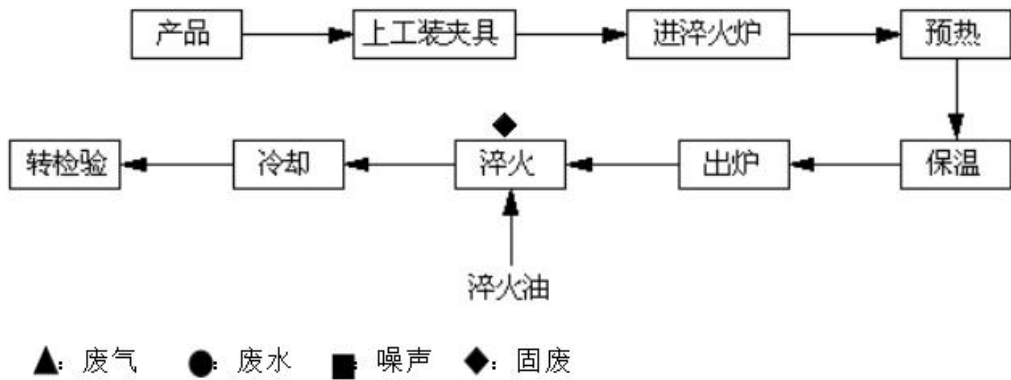 产品 上工装夹具 进淬火炉 预热
转检验 冷却 淬火 出炉 保温
淬火油
▲: 废气 ●: 废水 ■: 噪声 ◆: 固废